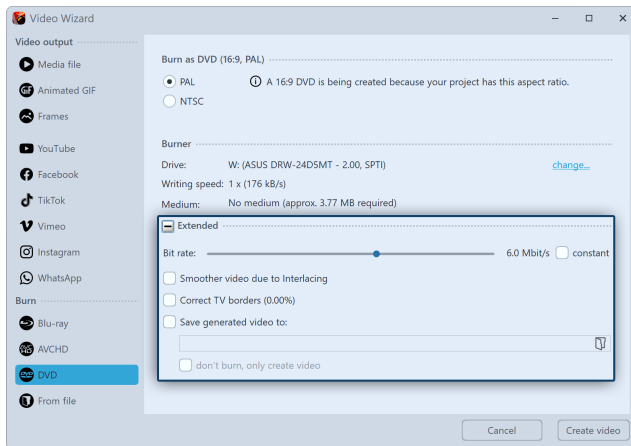 Video Wizard
Video output
Media file
Animated GIF
Frames
YouTube
Facebook
TikTok
Vimeo
Instagram
WhatsApp
Burn
Blu-ray
AVCHD
DVD
From file
Burn as DVD (16:9, PAL)
PAL
A 16:9 DVD is being created because your project has this aspect ratio.
NTSC
Burner
Drive: W: (ASUS DRW-24D5MT - 2.00, SPTI) change...
Writing speed: 1 x (176 kB/s)
Medium: No medium (approx. 3.77 MB required)
Extended
Bit rate: 6.0 Mbit/s constant
Smoother video due to Interlacing
Correct TV borders (0.00%)
Save generated video to:
don't burn, only create video
Cancel Create video